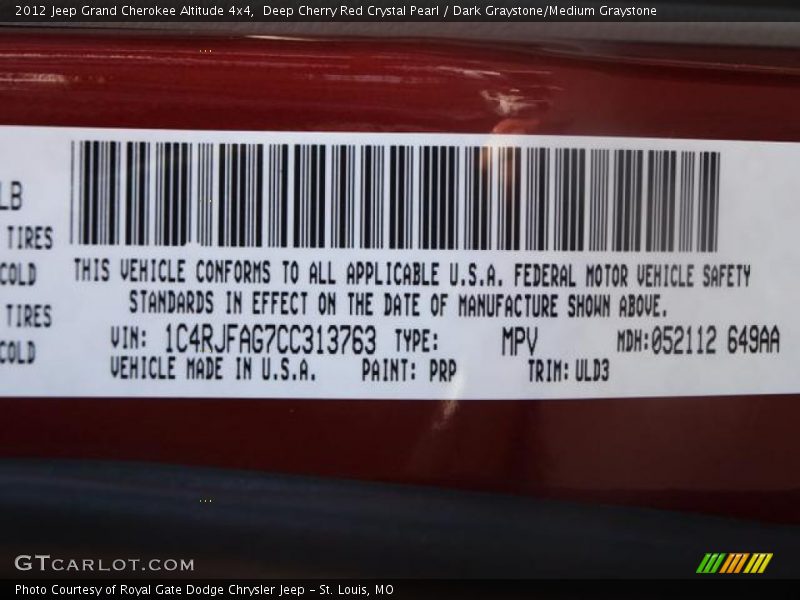 2012 Jeep Grand Cherokee Altitude 4x4, Deep Cherry Red Crystal Pearl / Dark Graystone/Medium Graystone
LB
TIRES
COLD
TIRES
COLD
THIS VEHICLE CONFORMS TO ALL APPLICABLE U.S.A. FEDERAL MOTOR VEHICLE SAFETY
STANDARDS IN EFFECT ON THE DATE OF MANUFACTURE SHOWN ABOVE.
VIN: 1C4RJFAG7CC313763 TYPE: MPV MDH:052112 649AA
VEHICLE MADE IN U.S.A. PAINT: PRP TRIM: ULD3
GTCARLOT.COM
Photo Courtesy of Royal Gate Dodge Chrysler Jeep - St. Louis, MO